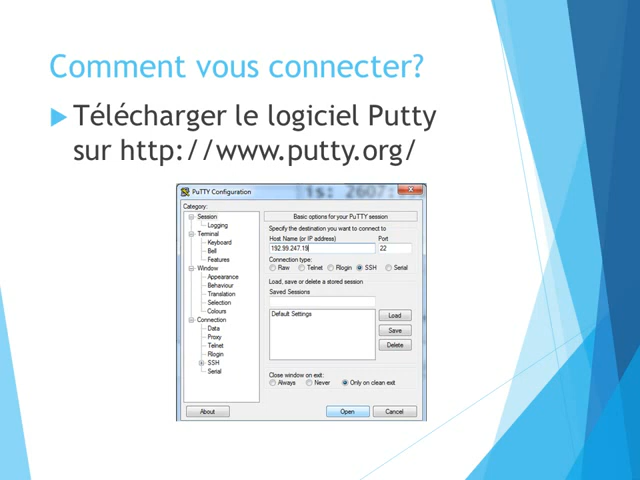 Comment vous connecter?
Télécharger le logiciel Putty
sur http://www.putty.org/
is: 2607:
PuTTY Configuration
Category:
Session
Logging
Terminal
Keyboard
Bell
Features
Window
Appearance
Behaviour
Translation
Selection
Colours
Connection
Data
Proxy
Telnet
Rlogin
SSH
Serial
Basic options for your PuTTY session
Specify the destination you want to connect to
Host Name (or IP address) Port
192.99.247.19 22
Connection type:
Raw Telnet Rlogin SSH Serial
Load, save or delete a stored session
Saved Sessions
Default Settings
Load
Save
Delete
Close window on exit:
Always Never Only on clean exit
About Open Cancel